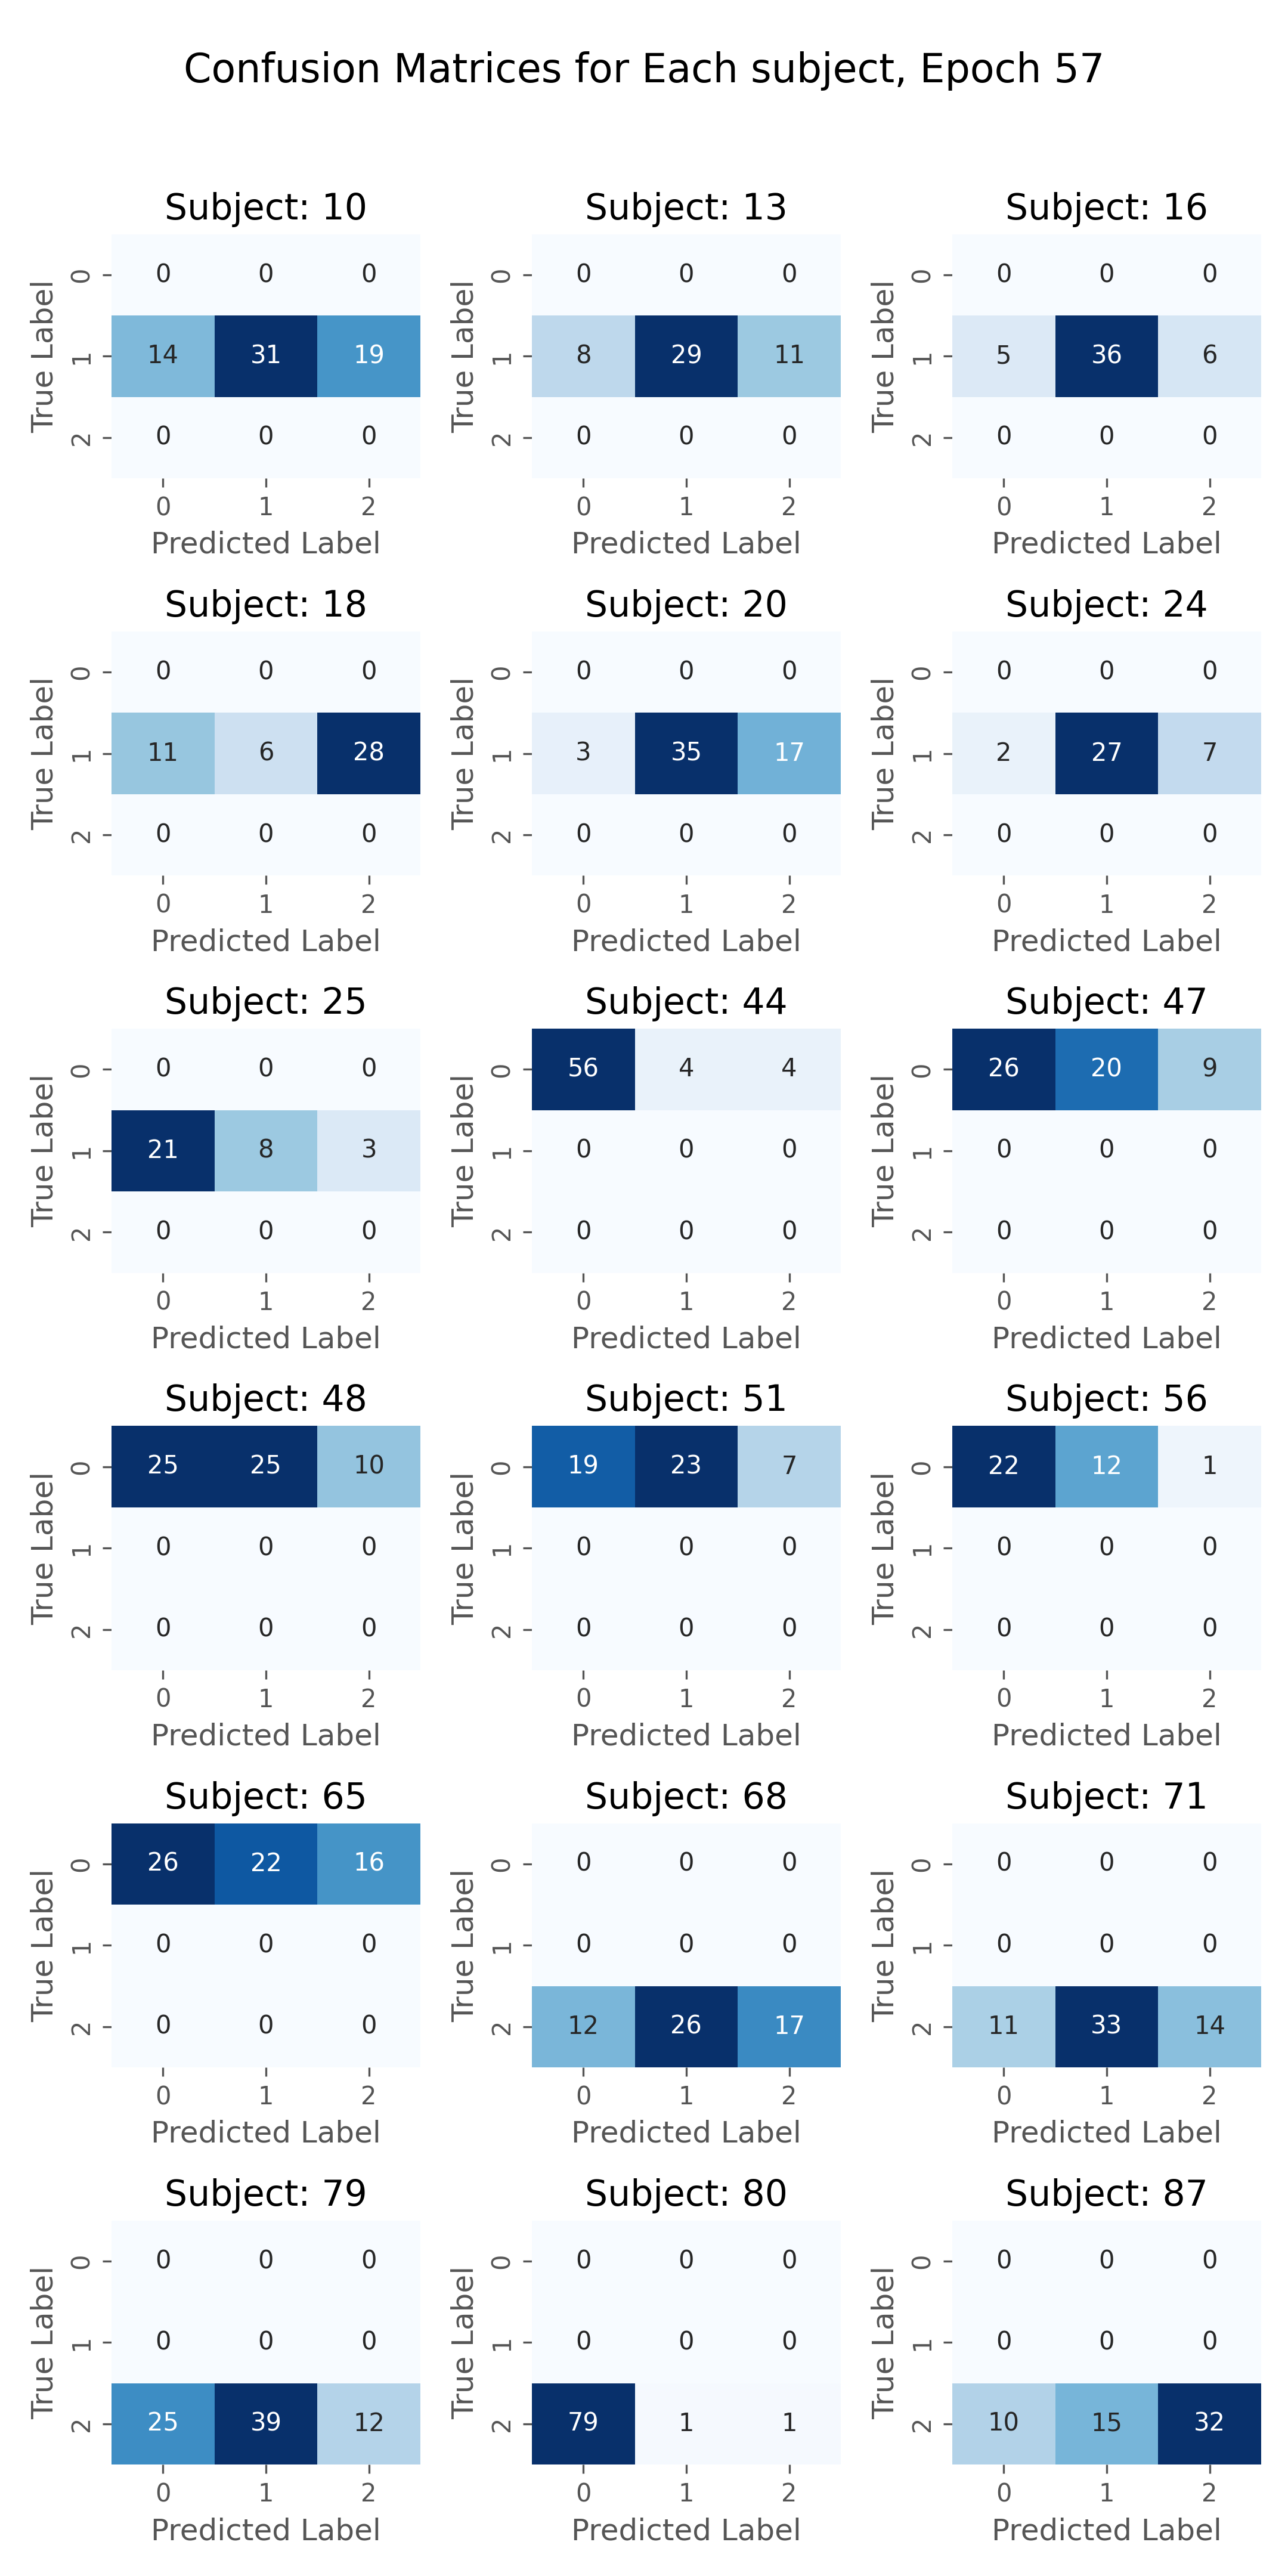 Confusion Matrices for Each subject, Epoch 57
Subject: 10
True Label
0
0 0 0
1
14 31 19
2
0 0 0
0 1 2
Predicted Label
Subject: 13
True Label
0
0 0 0
1
8 29 11
2
0 0 0
0 1 2
Predicted Label
Subject: 16
True Label
0
0 0 0
1
5 36 6
2
0 0 0
0 1 2
Predicted Label
Subject: 18
True Label
0
0 0 0
1
11 6 28
2
0 0 0
0 1 2
Predicted Label
Subject: 20
True Label
0
0 0 0
1
3 35 17
2
0 0 0
0 1 2
Predicted Label
Subject: 24
True Label
0
0 0 0
1
2 27 7
2
0 0 0
0 1 2
Predicted Label
Subject: 25
True Label
0
0 0 0
1
21 8 3
2
0 0 0
0 1 2
Predicted Label
Subject: 44
True Label
0
56 4 4
1
0 0 0
2
0 0 0
0 1 2
Predicted Label
Subject: 47
True Label
0
26 20 9
1
0 0 0
2
0 0 0
0 1 2
Predicted Label
Subject: 48
True Label
0
25 25 10
1
0 0 0
2
0 0 0
0 1 2
Predicted Label
Subject: 51
True Label
0
19 23 7
1
0 0 0
2
0 0 0
0 1 2
Predicted Label
Subject: 56
True Label
0
22 12 1
1
0 0 0
2
0 0 0
0 1 2
Predicted Label
Subject: 65
True Label
0
26 22 16
1
0 0 0
2
0 0 0
0 1 2
Predicted Label
Subject: 68
True Label
0
0 0 0
1
0 0 0
2
12 26 17
0 1 2
Predicted Label
Subject: 71
True Label
0
0 0 0
1
0 0 0
2
11 33 14
0 1 2
Predicted Label
Subject: 79
True Label
0
0 0 0
1
0 0 0
2
25 39 12
0 1 2
Predicted Label
Subject: 80
True Label
0
0 0 0
1
0 0 0
2
79 1 1
0 1 2
Predicted Label
Subject: 87
True Label
0
0 0 0
1
0 0 0
2
10 15 32
0 1 2
Predicted Label